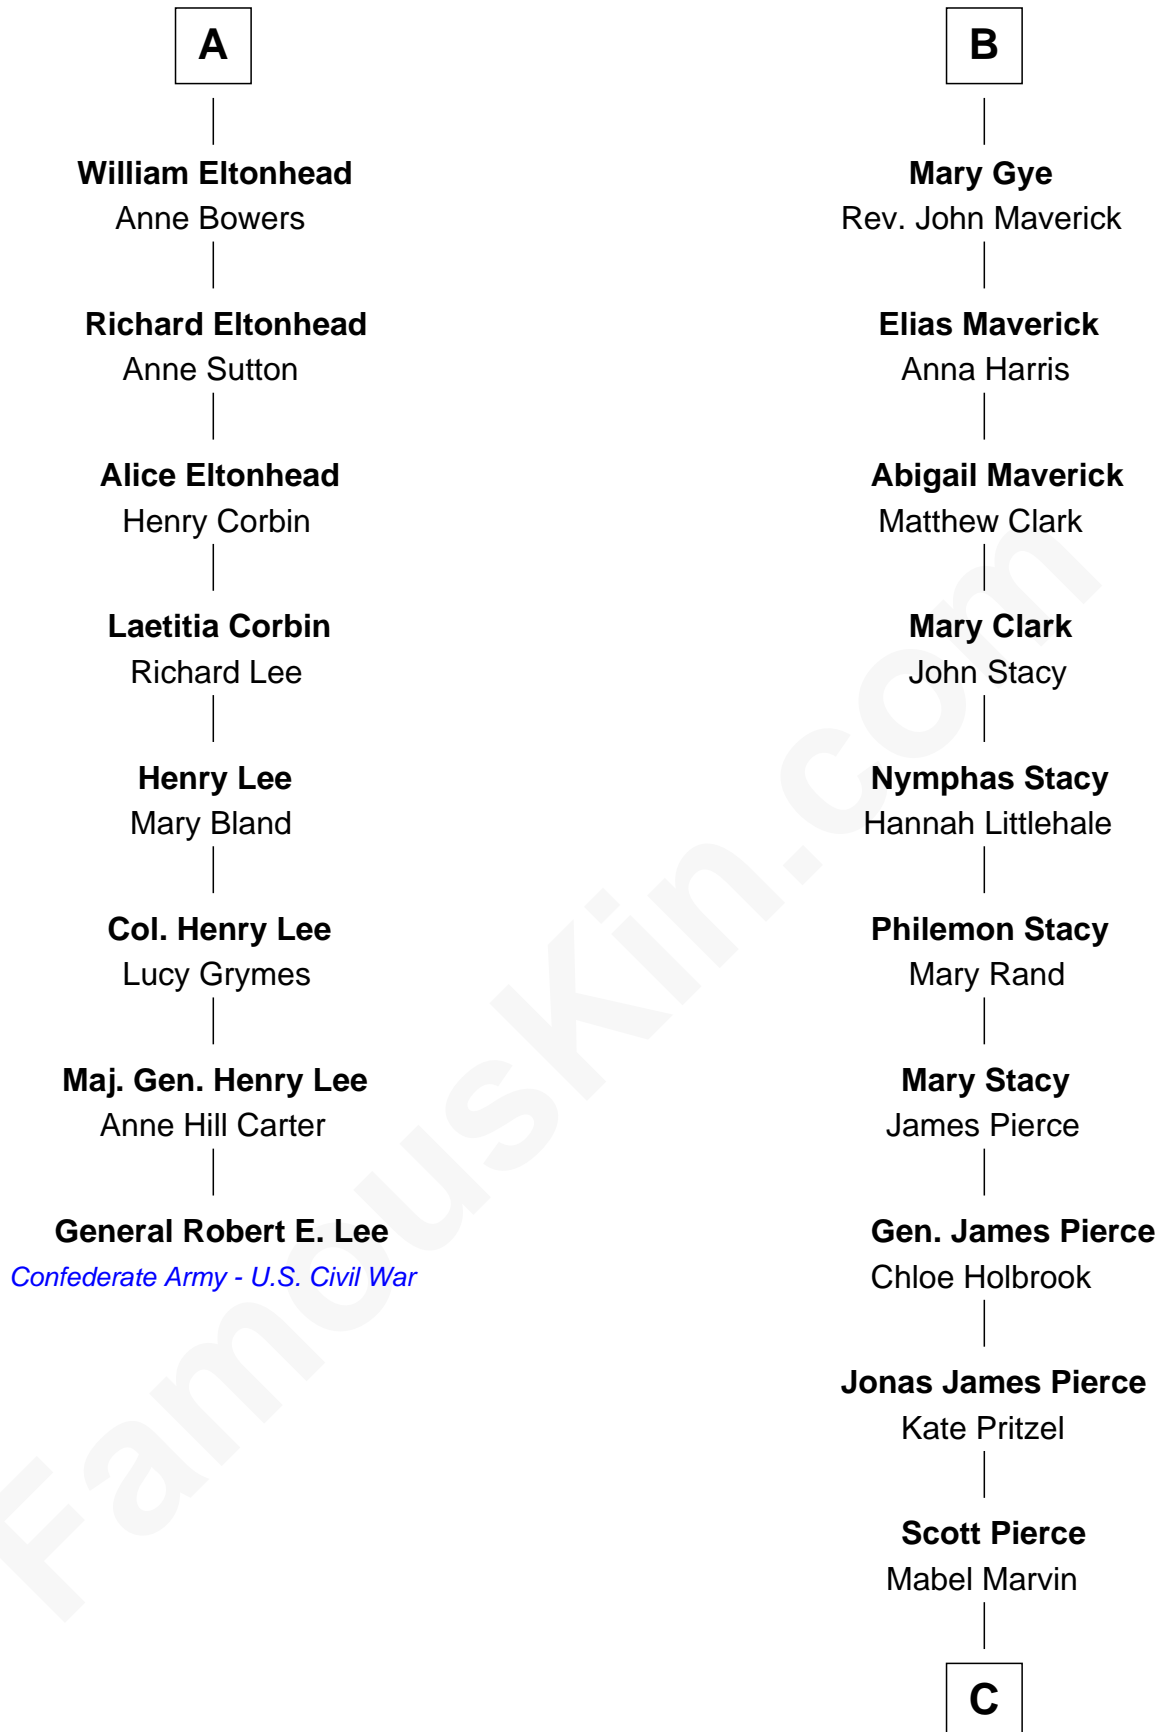 A
William Eltonhead
Anne Bowers
Richard Eltonhead
Anne Sutton
Alice Eltonhead
Henry Corbin
Laetitia Corbin
Richard Lee
Henry Lee
Mary Bland
Col. Henry Lee
Lucy Grymes
Maj. Gen. Henry Lee
Anne Hill Carter
General Robert E. Lee
Confederate Army - U.S. Civil War
B
Mary Gye
Rev. John Maverick
Elias Maverick
Anna Harris
Abigail Maverick
Matthew Clark
Mary Clark
John Stacy
Nymphas Stacy
Hannah Littlehale
Philemon Stacy
Mary Rand
Mary Stacy
James Pierce
Gen. James Pierce
Chloe Holbrook
Jonas James Pierce
Kate Pritzel
Scott Pierce
Mabel Marvin
C
FamousKin.com